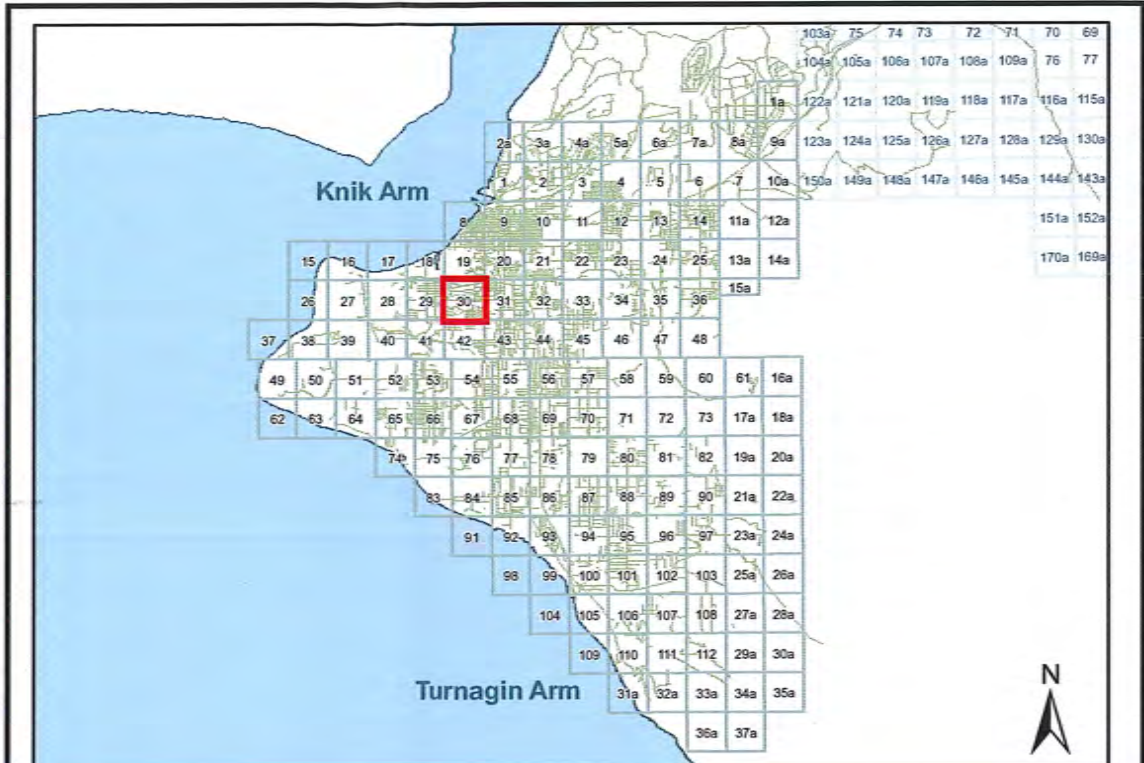 103a 75 74 73 72 71 70 69
104a 105a 106a 107a 108a 109a 76 77
1a 122a 121a 120a 119a 118a 117a 116a 115a
2a 3a 4a 5a 6a 7a 8a 9a 123a 124a 125a 126a 127a 128a 129a 130a
Knik Arm
1 2 3 4 5 6 7 10a 150a 149a 148a 147a 146a 145a 144a 143a
8 9 10 11 12 13 14 11a 12a 151a 152a
15 16 17 18 19 20 21 22 23 24 25 13a 14a 170a 169a
15a
26 27 28 29 30 31 32 33 34 35 36
37 38 39 40 41 42 43 44 45 46 47 48
49 50 51 52 53 54 55 56 57 58 59 60 61 16a
62 63 64 65 66 67 68 69 70 71 72 73 17a 18a
74 75 76 77 78 79 80 81 82 19a 20a
83 84 85 86 87 88 89 90 21a 22a
91 92 93 94 95 96 97 23a 24a
98 99 100 101 102 103 25a 26a
104 105 106 107 108 27a 28a
109 110 111 112 29a 30a
N
Turnagin Arm
31a 32a 33a 34a 35a
36a 37a